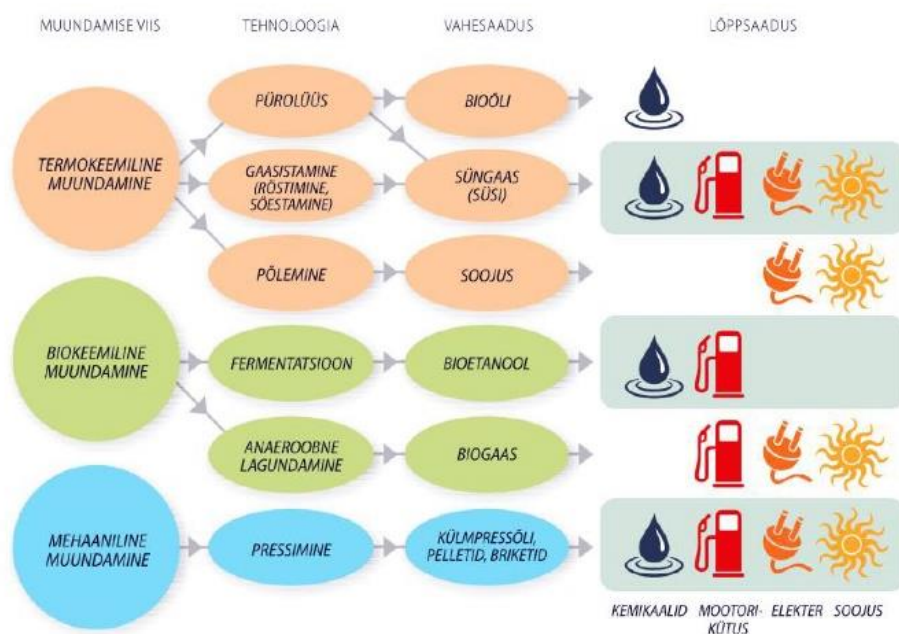 MUUNDAMISE VIIS
TEHNOLOOGIA
VAHESAADUS
LÕPPSAADUS
TERMOKEEMILINE
MUUNDAMINE
PÜROLÜÜS
BIOÕLI
GAASISTAMINE
(RÖSTIMINE,
SÖESTAMINE)
SÜNGAAS
(SÜSI)
PÕLEMINE
SOOJUS
BIOKEEMILINE
MUUNDAMINE
FERMENTATSIOON
BIOETANOOL
ANAEROOBNE
LAGUNDAMINE
BIOGAAS
MEHAANILINE
MUUNDAMINE
PRESSIMINE
KÜLMPRESSÕLI,
PELLETID, BRIKETID
KEMIKAALID
MOOTORI-
KÜTUS
ELEKTER
SOOJUS